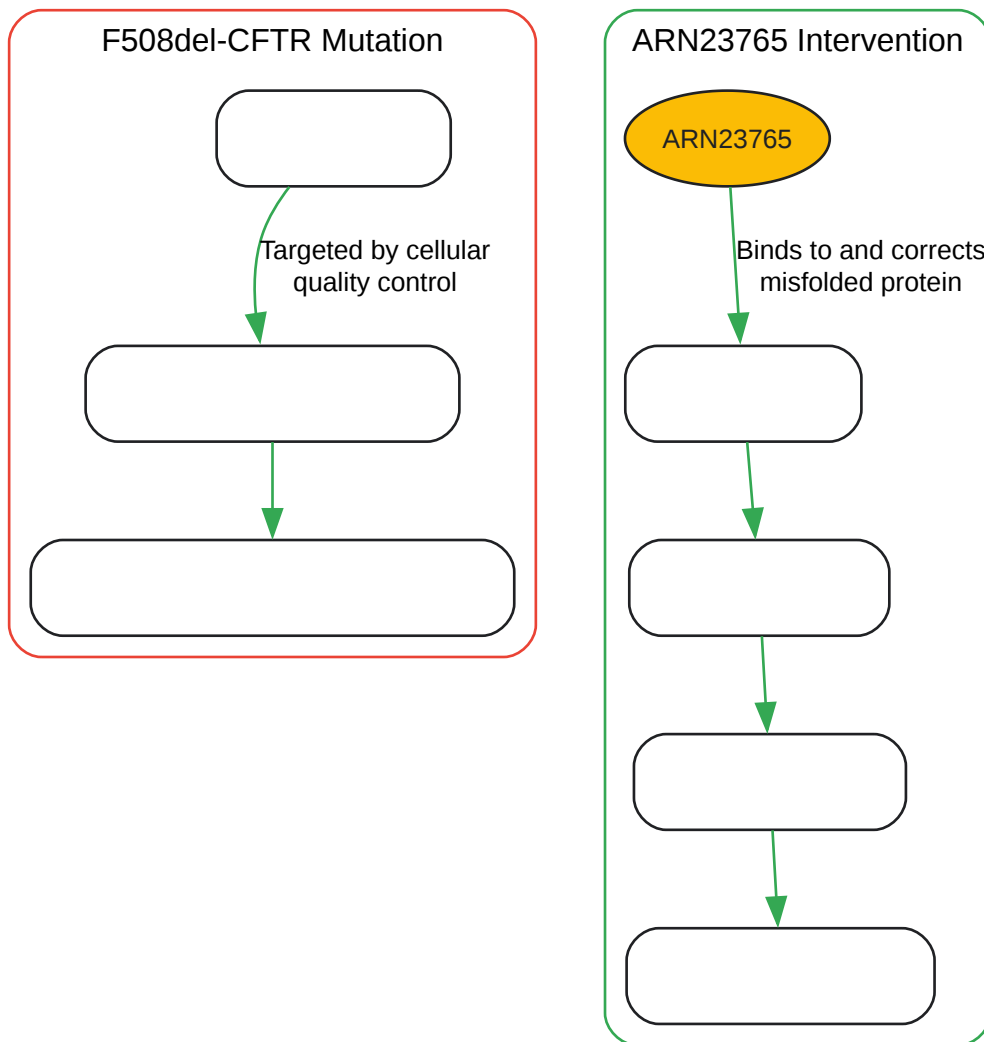 F508del-CFTR Mutation
Targeted by cellular
quality control
ARN23765 Intervention
ARN23765
Binds to and corrects
misfolded protein